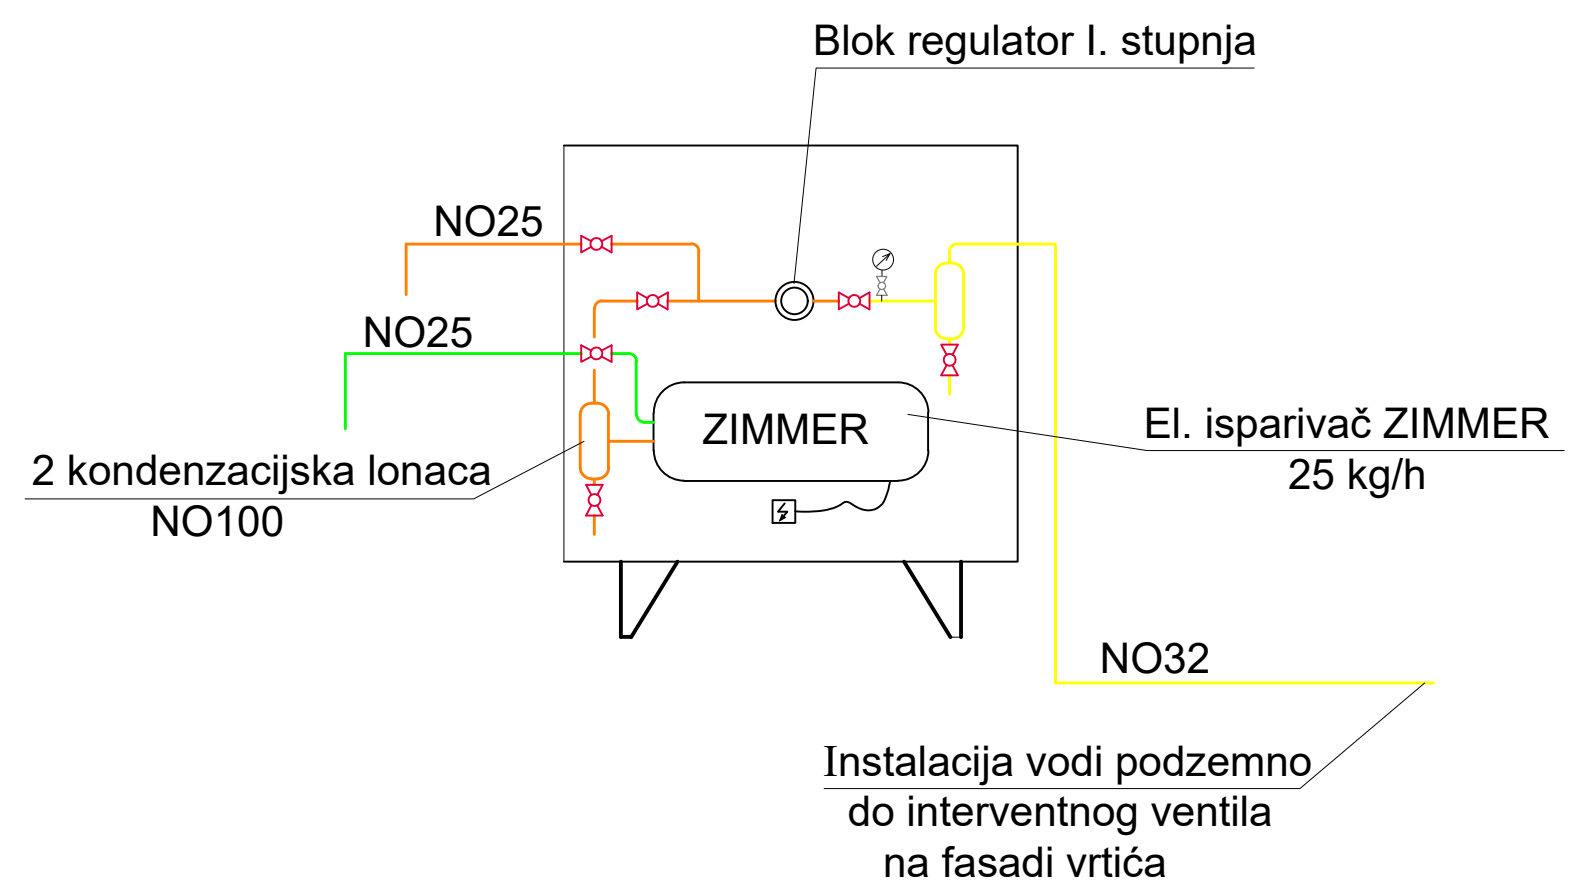 Blok regulator I. stupnja
NO25
NO25
ZIMMER
El. isparivač ZIMMER
25 kg/h
2 kondenzacijska lonaca
NO100
NO32
Instalacija vodi podzemno
do interventnog ventila
na fasadi vrtića